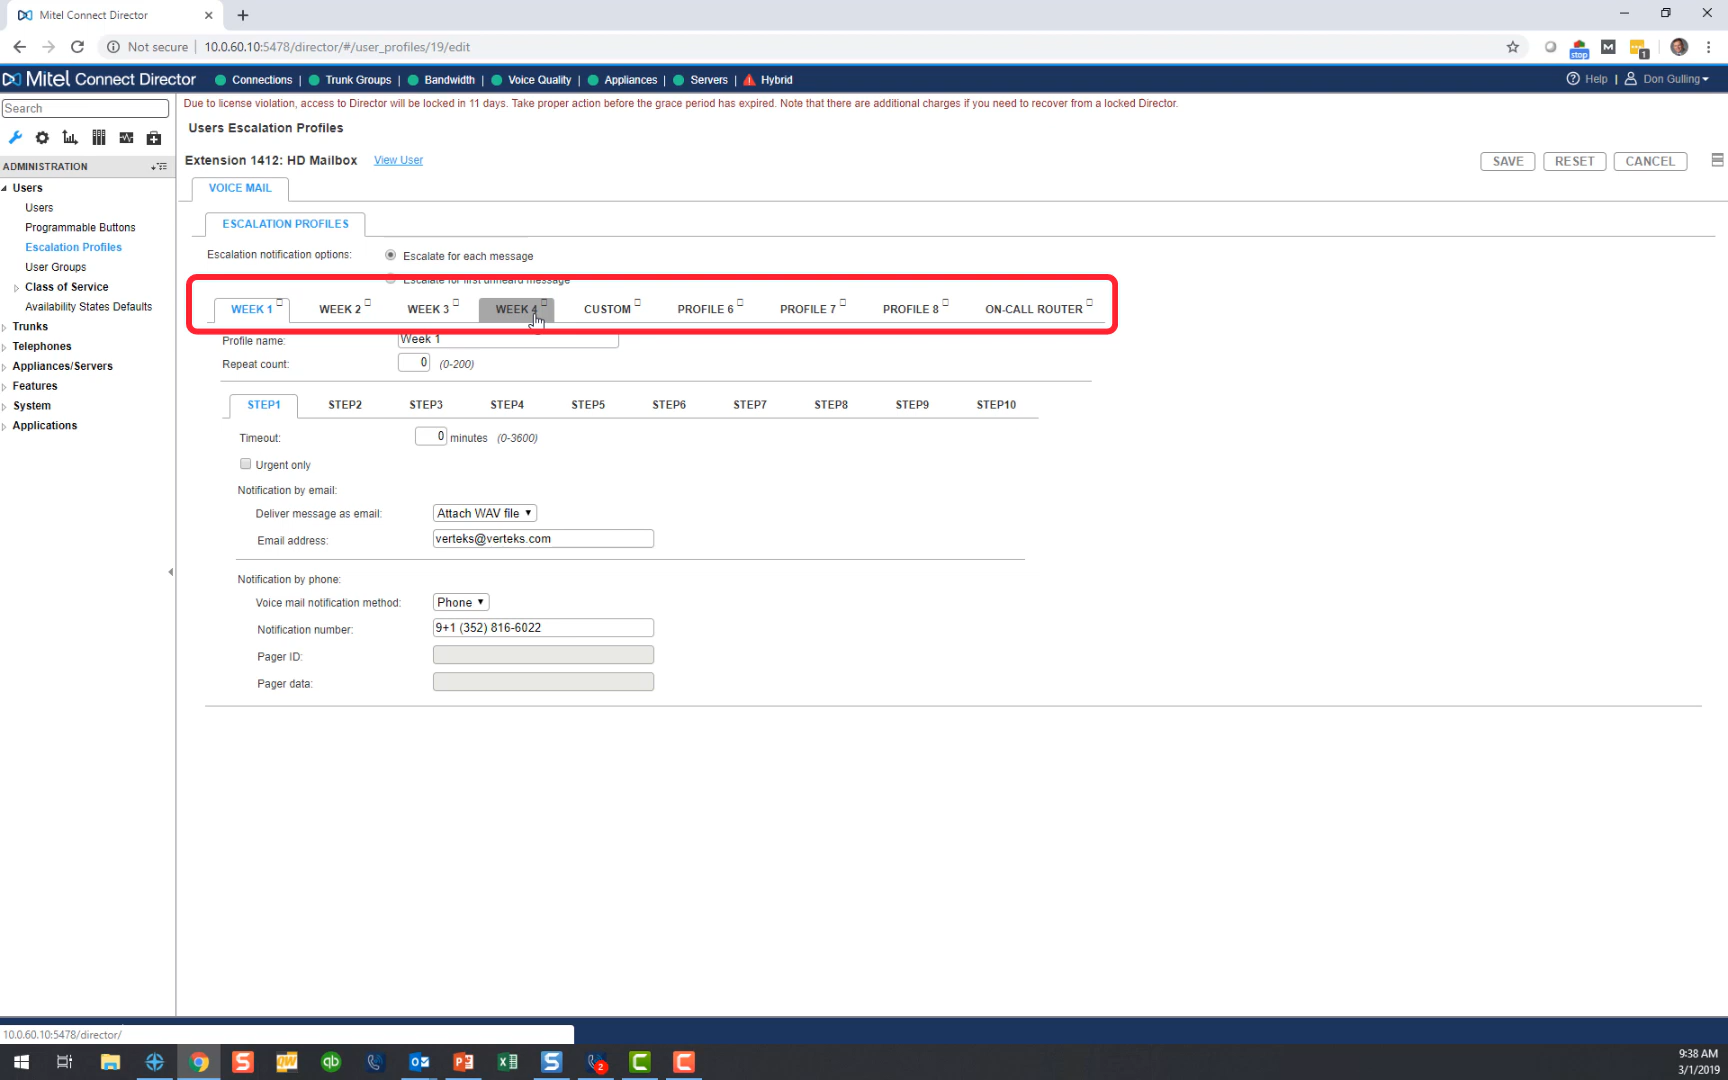 Mitel Connect Director
Not secure | 10.0.60.10:5478/director/#/user_profiles/19/edit
stop
M
1
Mitel Connect Director
Connections | Trunk Groups | Bandwidth | Voice Quality | Appliances | Servers | Hybrid
Help | Don Gulling
Search
Due to license violation, access to Director will be locked in 11 days. Take proper action before the grace period has expired. Note that there are additional charges if you need to recover from a locked Director.
Users Escalation Profiles
Extension 1412: HD Mailbox View User
SAVE RESET CANCEL
ADMINISTRATION
Users
Users
Programmable Buttons
Escalation Profiles
User Groups
Class of Service
Availability States Defaults
Trunks
Telephones
Appliances/Servers
Features
System
Applications
VOICE MAIL
ESCALATION PROFILES
Escalation notification options: Escalate for each message
Escalate for first unheard message
WEEK 1 WEEK 2 WEEK 3 WEEK 4 CUSTOM PROFILE 6 PROFILE 7 PROFILE 8 ON-CALL ROUTER
Profile name: Week 1
Repeat count: 0 (0-200)
STEP1 STEP2 STEP3 STEP4 STEP5 STEP6 STEP7 STEP8 STEP9 STEP10
Timeout: 0 minutes (0-3600)
Urgent only
Notification by email:
Deliver message as email: Attach WAV file
Email address: verteks@verteks.com
Notification by phone:
Voice mail notification method: Phone
Notification number: 9+1 (352) 816-6022
Pager ID:
Pager data:
10.0.60.10:5478/director/
S
QW
qb
2
9:38 AM
3/1/2019